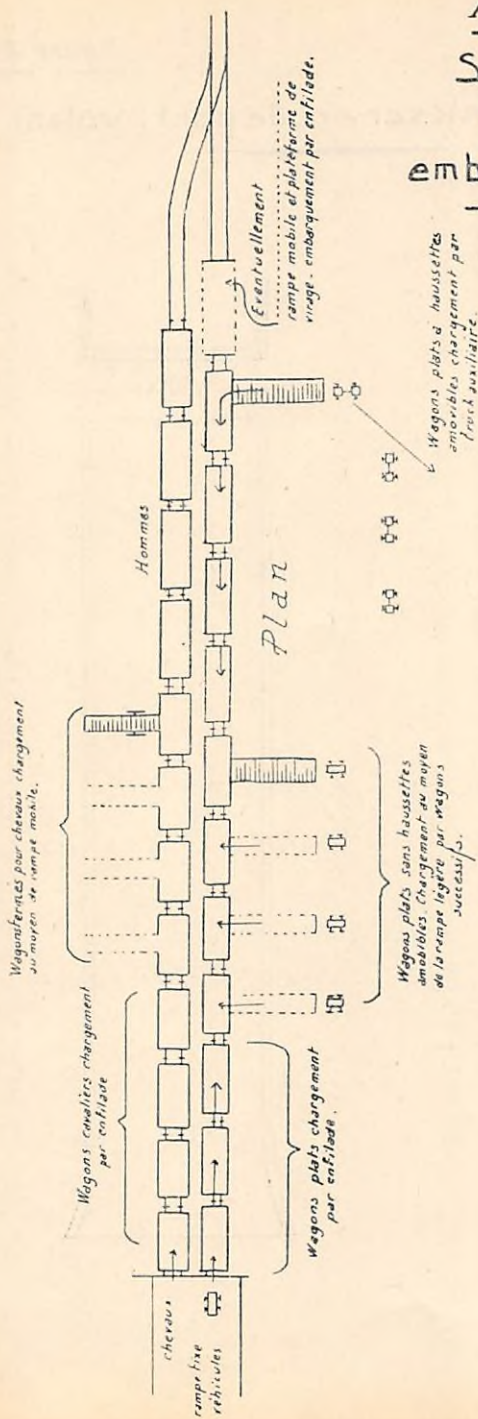 emb
Eventuellement
rampe mobile et plateforme de
virage - embarquement par enfilade.
Wagons plats à haussettes
amovibles chargement par
truck auxiliaire.
Hommes
Plan
Wagons fermés pour chevaux chargement
au moyen de rampe mobile.
Wagons plats sans haussettes
amobibles. Chargement au moyen
de la rampe légère par wagons
successifs.
Wagons cavaliers chargement
par enfilade
Wagons plats chargement
par enfilade.
chevaux
rampe fixe
véhicules